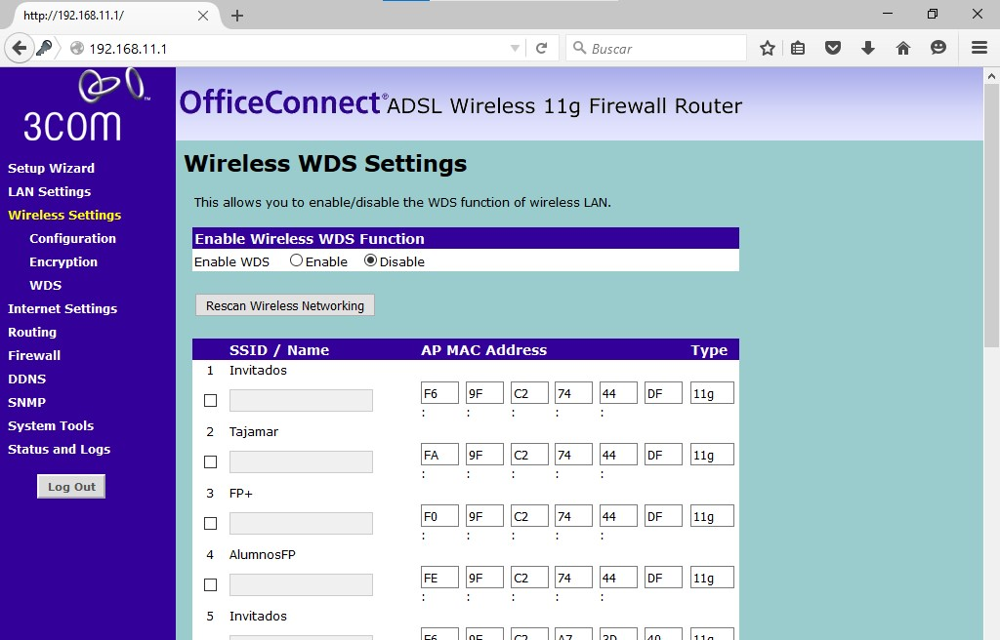 http://192.168.11.1/
192.168.11.1
Buscar
3COM
™
OfficeConnect® ADSL Wireless 11g Firewall Router
Setup Wizard
LAN Settings
Wireless Settings
Configuration
Encryption
WDS
Internet Settings
Routing
Firewall
DDNS
SNMP
System Tools
Status and Logs
Log Out
Wireless WDS Settings
This allows you to enable/disable the WDS function of wireless LAN.
Enable Wireless WDS Function
Enable WDS Enable Disable
Rescan Wireless Networking
SSID / Name AP MAC Address Type
1 Invitados
F6 9F C2 74 44 DF 11g
: : : : :
2 Tajamar
FA 9F C2 74 44 DF 11g
: : : : :
3 FP+
F0 9F C2 74 44 DF 11g
: : : : :
4 AlumnosFP
FE 9F C2 74 44 DF 11g
: : : : :
5 Invitados
F6 9F C2 A7 3D 40 11g